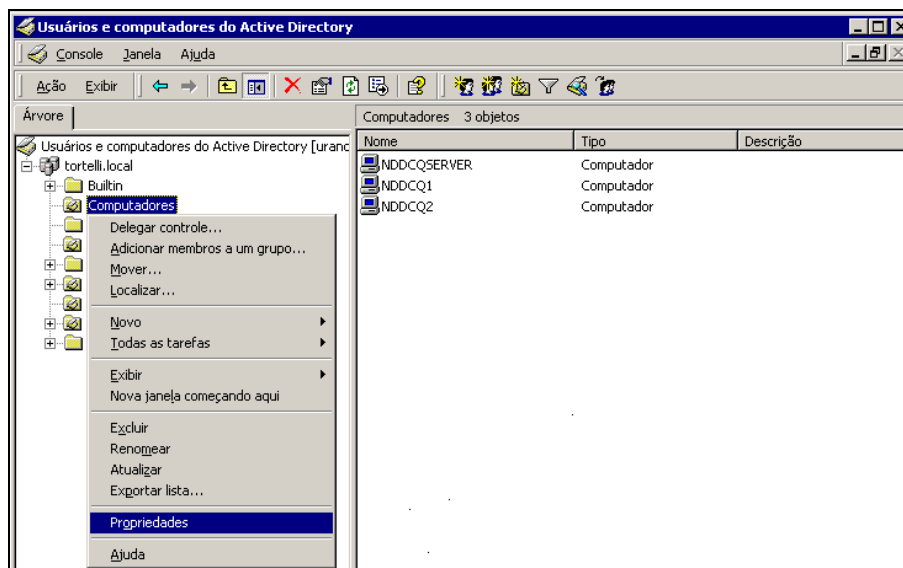 Usuários e computadores do Active Directory
Console Janela Ajuda
Ação Exibir
Árvore
Computadores 3 objetos
Usuários e computadores do Active Directory [uranc
Nome Tipo Descrição
tortelli.local
NDDCQSERVER Computador
Builtin
NDDCQ1 Computador
Computadores
NDDCQ2 Computador
Delegar controle...
Adicionar membros a um grupo...
Mover...
Localizar...
Novo
Todas as tarefas
Exibir
Nova janela começando aqui
Excluir
Renomear
Atualizar
Exportar lista...
Propriedades
Ajuda